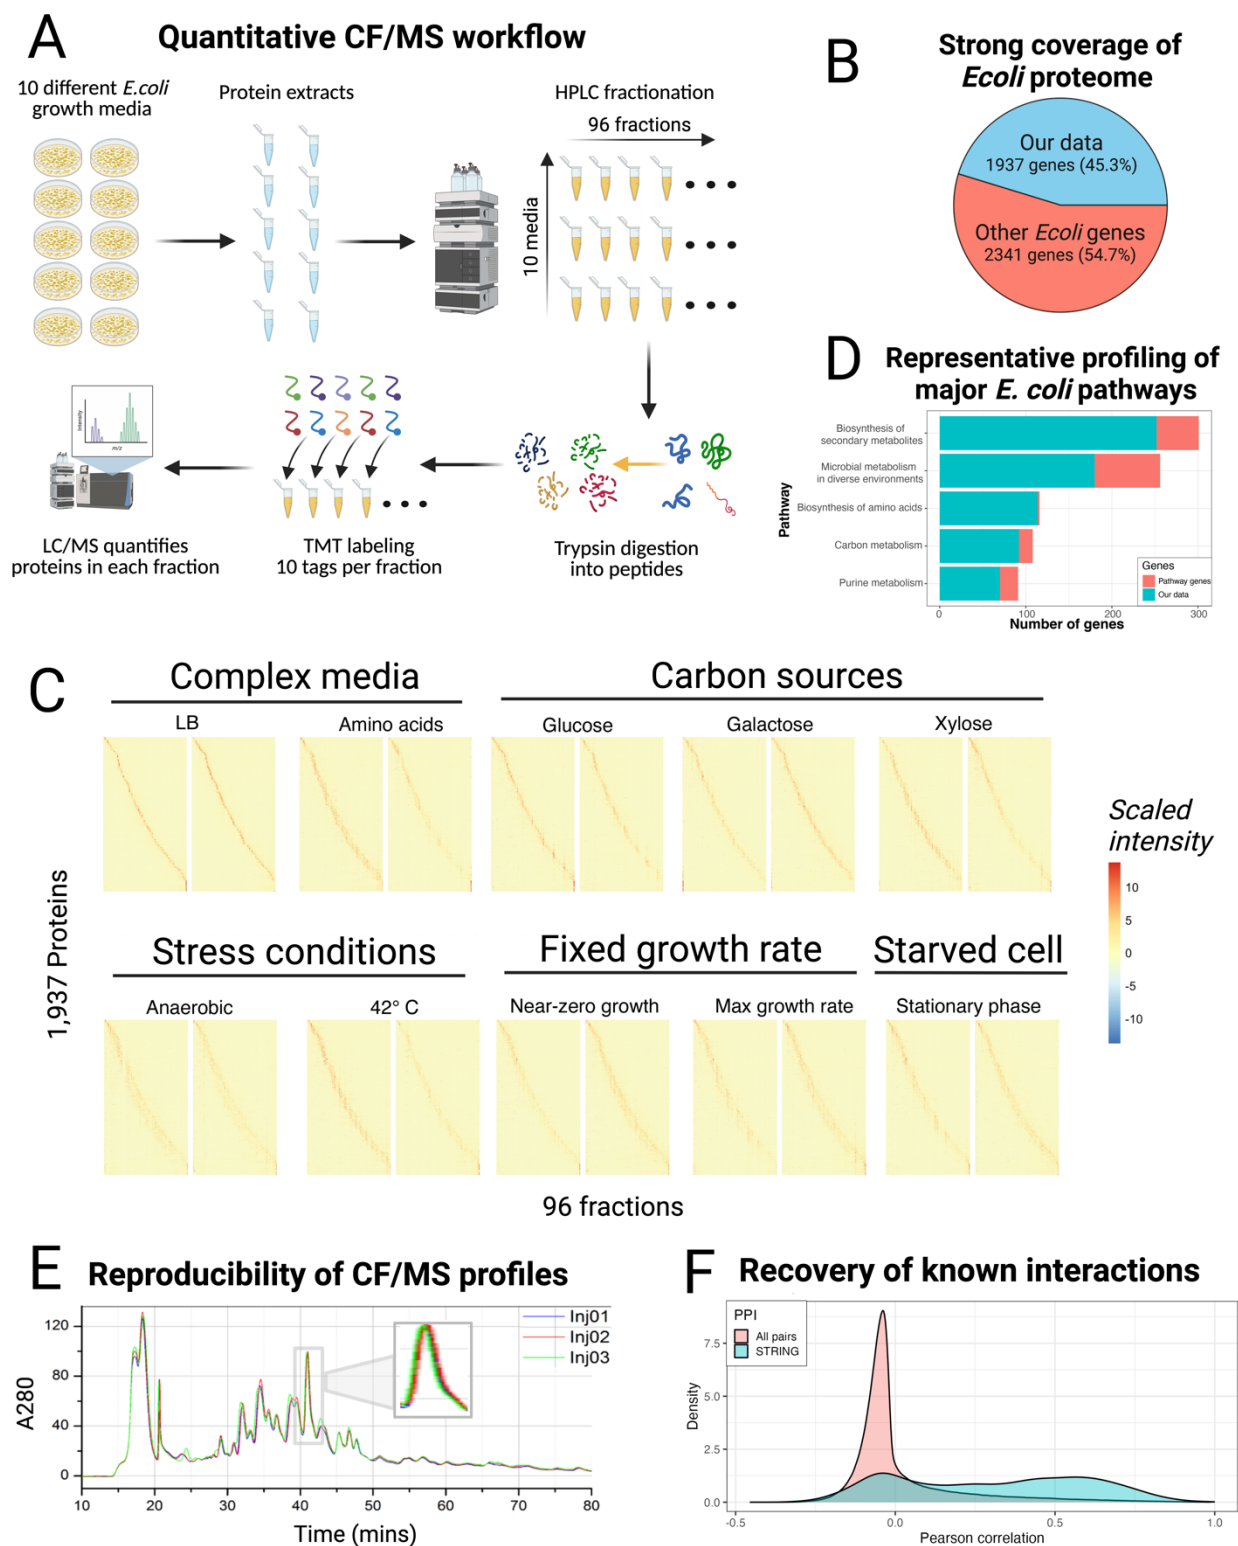 A
Quantitative CF/MS workflow
10 different E.coli
growth media
Protein extracts
HPLC fractionation
96 fractions
10 media
Intensity
m/z
LC/MS quantifies
proteins in each fraction
TMT labeling
10 tags per fraction
Trypsin digestion
into peptides
B
Strong coverage of
Ecoli proteome
Our data
1937 genes (45.3%)
Other Ecoli genes
2341 genes (54.7%)
D
Representative profiling of
major E. coli pathways
Pathway
Biosynthesis of
secondary metabolites
Microbial metabolism
in diverse environments
Biosynthesis of amino acids
Carbon metabolism
Purine metabolism
Genes
Pathway genes
Our data
0 100 200 300
Number of genes
C
Complex media
Carbon sources
LB Amino acids Glucose Galactose Xylose
1,937 Proteins
Scaled
intensity
10
5
0
-5
-10
Stress conditions
Fixed growth rate
Starved cell
Anaerobic 42° C Near-zero growth Max growth rate Stationary phase
96 fractions
E
Reproducibility of CF/MS profiles
A280
120
80
40
0
Inj01
Inj02
Inj03
10 20 30 40 50 60 70 80
Time (mins)
F
Recovery of known interactions
PPI
All pairs
STRING
Density
7.5
5.0
2.5
0.0
-0.5 0.0 0.5 1.0
Pearson correlation